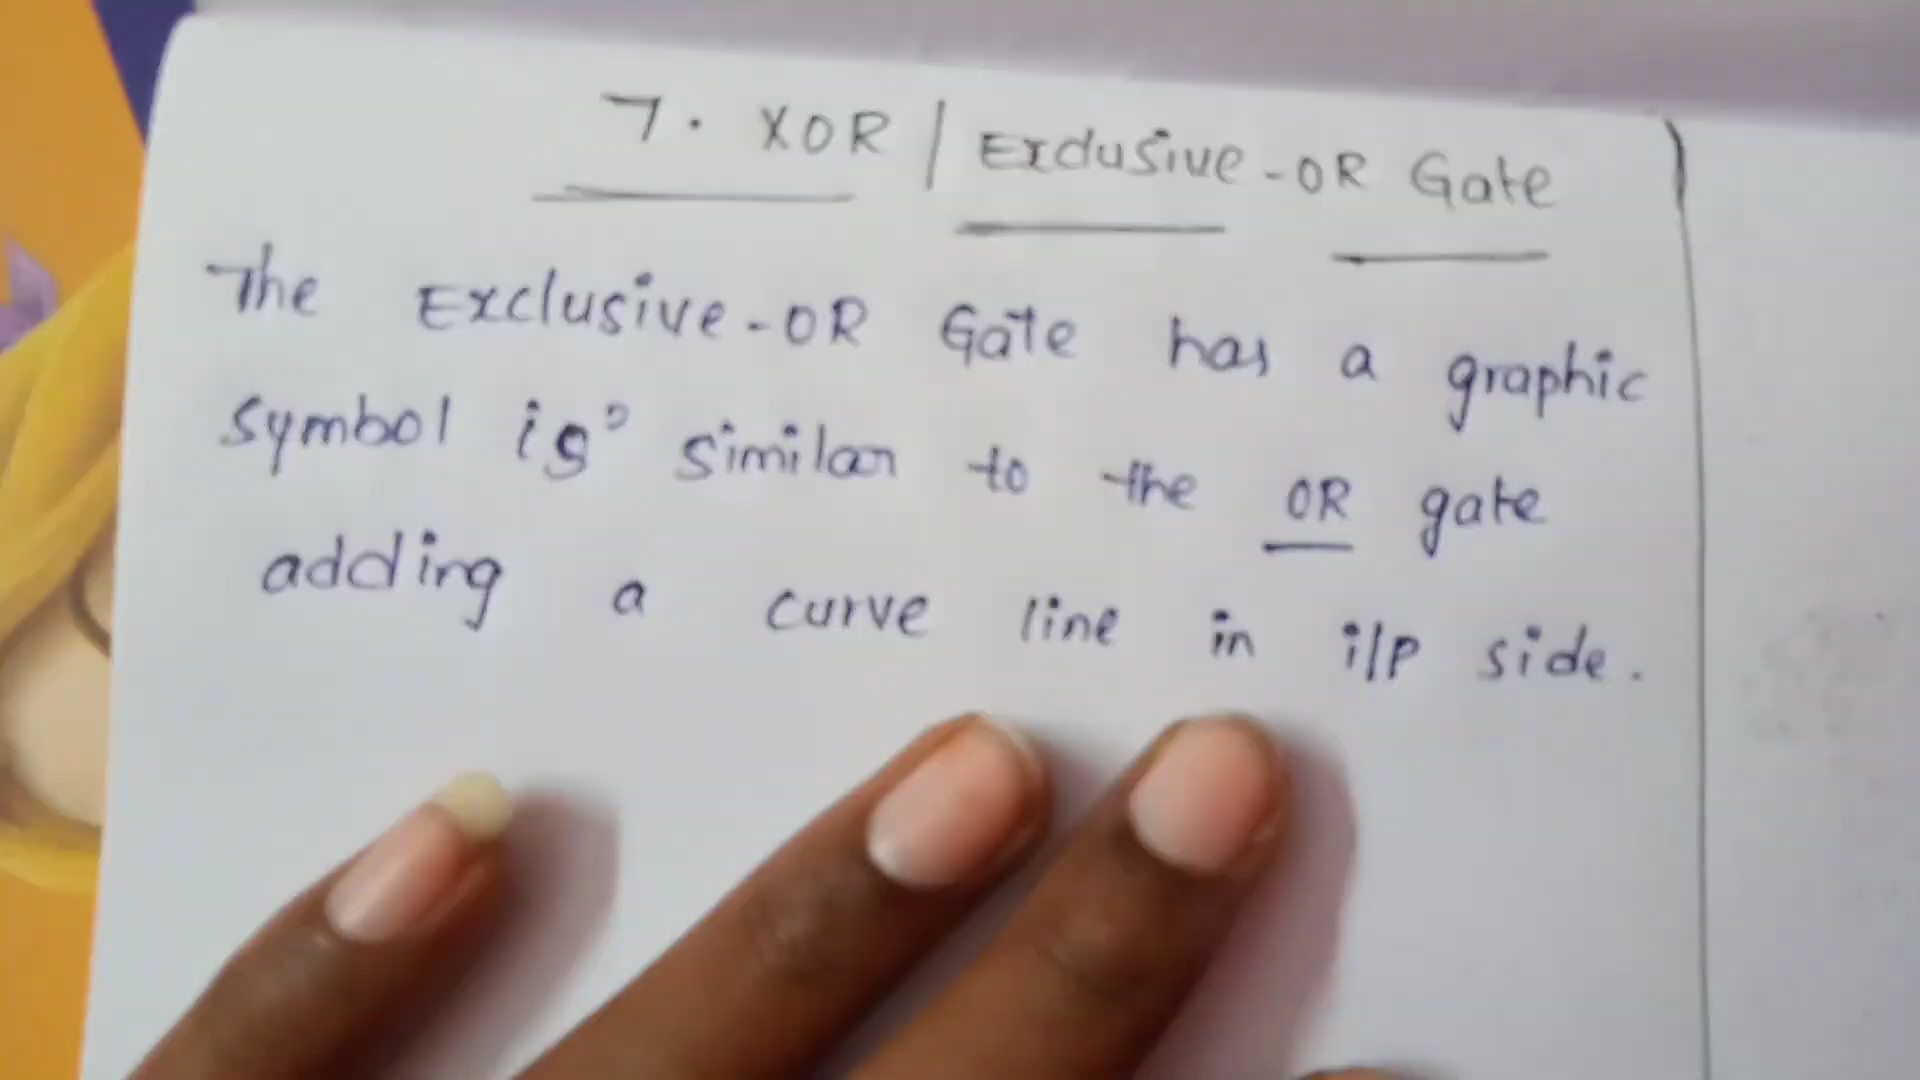 7. XOR / Exclusive-OR Gate
The Exclusive-OR Gate has a graphic
symbol is similar to the OR gate
adding a curve line in i/p side.